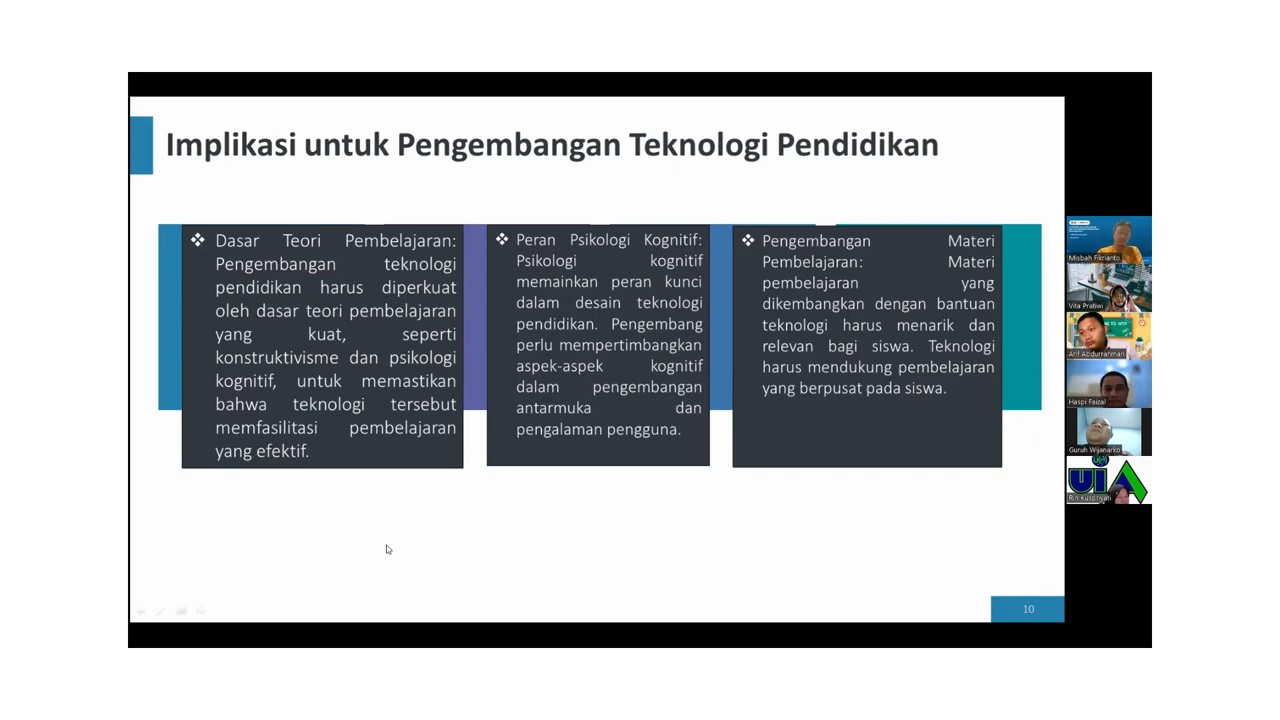 Implikasi untuk Pengembangan Teknologi Pendidikan
Dasar Teori Pembelajaran:
Pengembangan teknologi
pendidikan harus diperkuat
oleh dasar teori pembelajaran
yang kuat, seperti
konstruktivisme dan psikologi
kognitif, untuk memastikan
bahwa teknologi tersebut
memfasilitasi pembelajaran
yang efektif.
Peran Psikologi Kognitif:
Psikologi kognitif
memainkan peran kunci
dalam desain teknologi
pendidikan. Pengembang
perlu mempertimbangkan
aspek-aspek kognitif
dalam pengembangan
antarmuka dan
pengalaman pengguna.
Pengembangan Materi
Pembelajaran: Materi
pembelajaran yang
dikembangkan dengan bantuan
teknologi harus menarik dan
relevan bagi siswa. Teknologi
harus mendukung pembelajaran
yang berpusat pada siswa.
10
Misbah Fikrianto
Vita Pratiwi
Arif Abdurrahman
Haspi Faizal
Guruh Wijanarko
UIA
Riri Kuspriyati